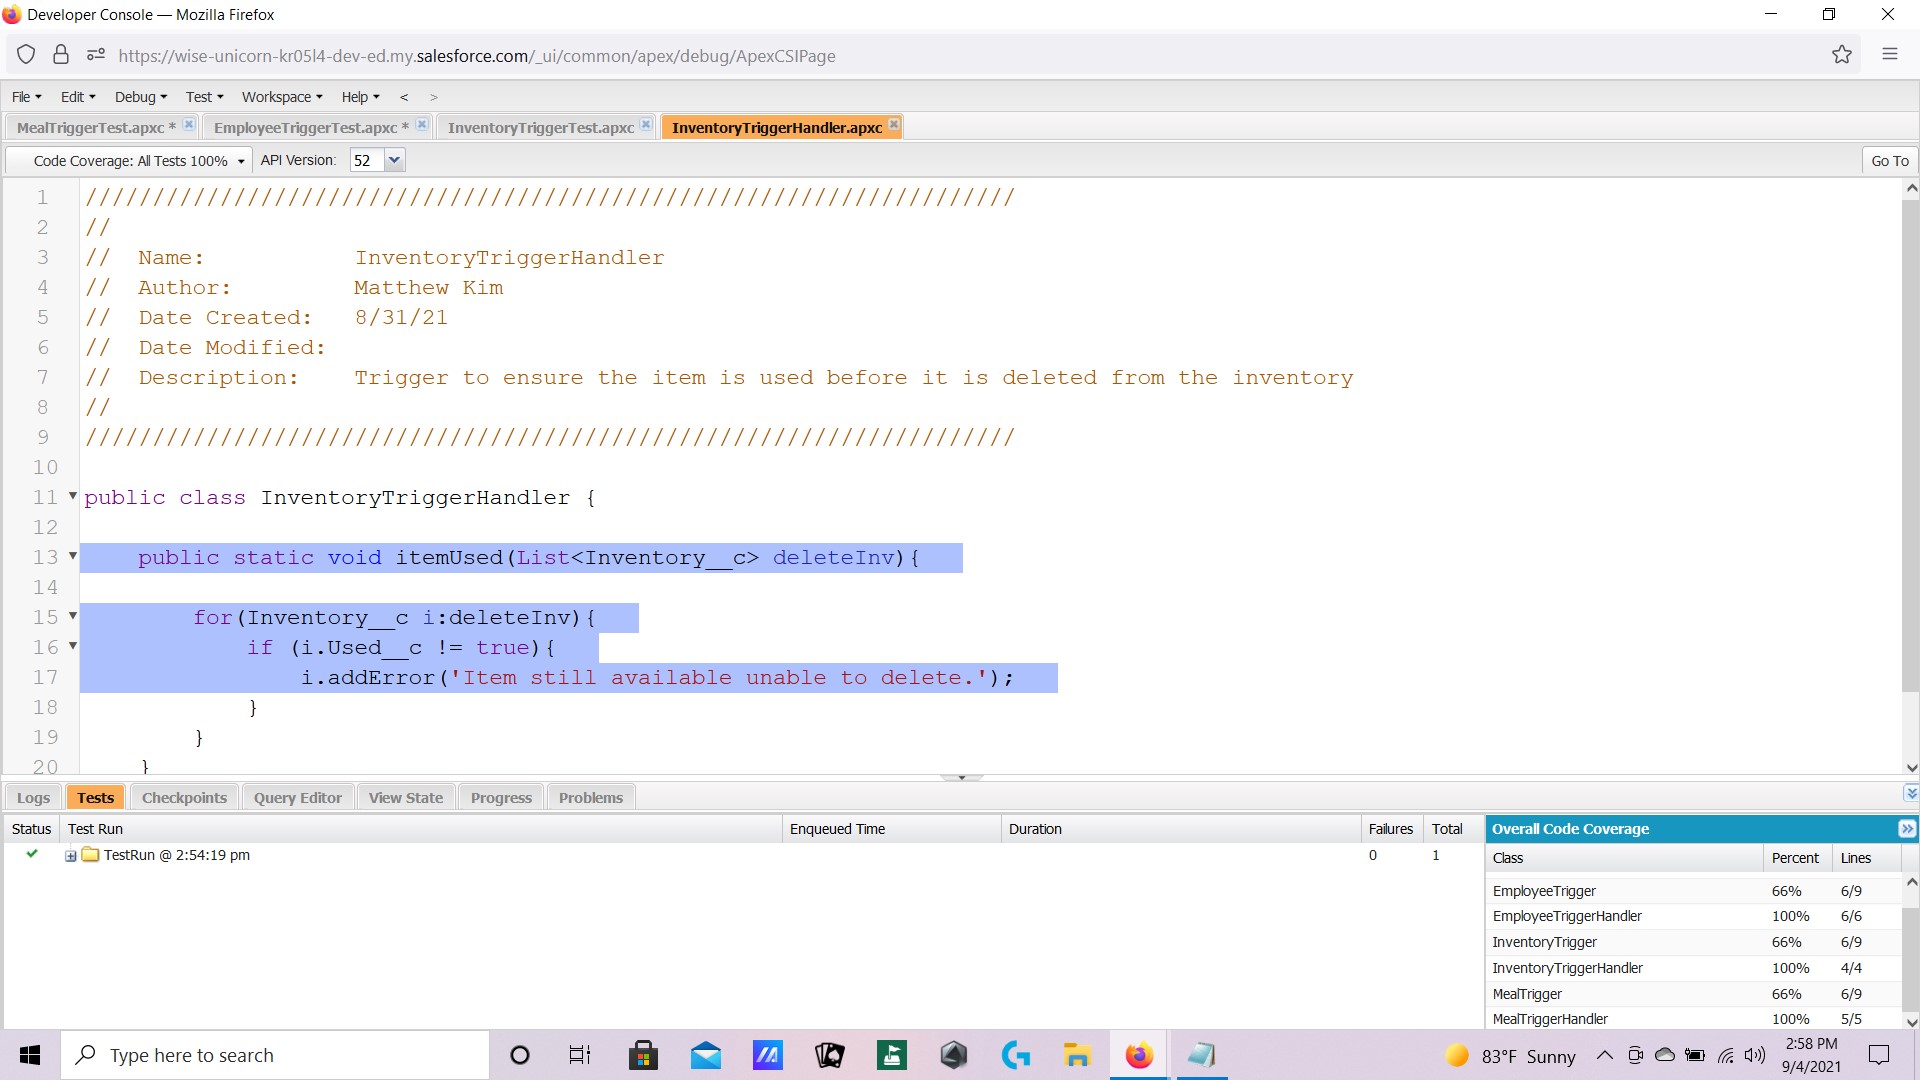 Developer Console — Mozilla Firefox
https://wise-unicorn-kr05l4-dev-ed.my.salesforce.com/_ui/common/apex/debug/ApexCSIPage
File Edit Debug Test Workspace Help < >
MealTriggerTest.apxc * EmployeeTriggerTest.apxc * InventoryTriggerTest.apxc InventoryTriggerHandler.apxc
Code Coverage: All Tests 100% API Version: 52 Go To
1 /////////////////////////////////////////////////////////////////////
2 //
3 // Name: InventoryTriggerHandler
4 // Author: Matthew Kim
5 // Date Created: 8/31/21
6 // Date Modified:
7 // Description: Trigger to ensure the item is used before it is deleted from the inventory
8 //
9 /////////////////////////////////////////////////////////////////////
10
11 public class InventoryTriggerHandler {
12
13 public static void itemUsed(List<Inventory__c> deleteInv){
14
15 for(Inventory__c i:deleteInv){
16 if (i.Used__c != true){
17 i.addError('Item still available unable to delete.');
18 }
19 }
20 }
Logs Tests Checkpoints Query Editor View State Progress Problems
Status Test Run Enqueued Time Duration Failures Total
TestRun @ 2:54:19 pm 0 1
Overall Code Coverage
Class Percent Lines
EmployeeTrigger 66% 6/9
EmployeeTriggerHandler 100% 6/6
InventoryTrigger 66% 6/9
InventoryTriggerHandler 100% 4/4
MealTrigger 66% 6/9
MealTriggerHandler 100% 5/5
Type here to search
83°F Sunny
2:58 PM
9/4/2021